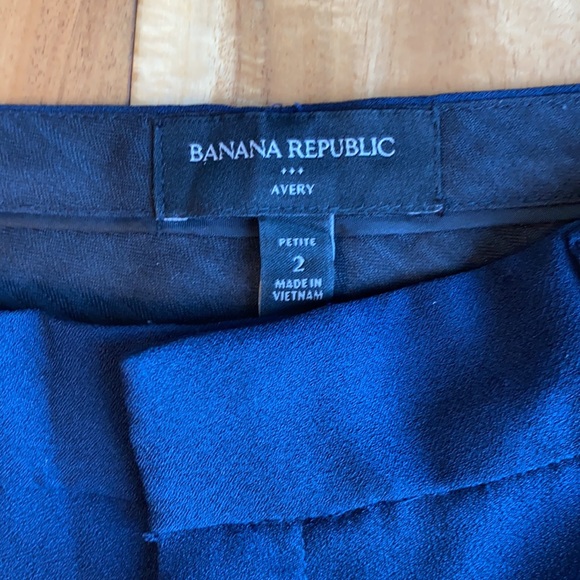 BANANA REPUBLIC
AVERY
PETITE
2
MADE IN
VIETNAM